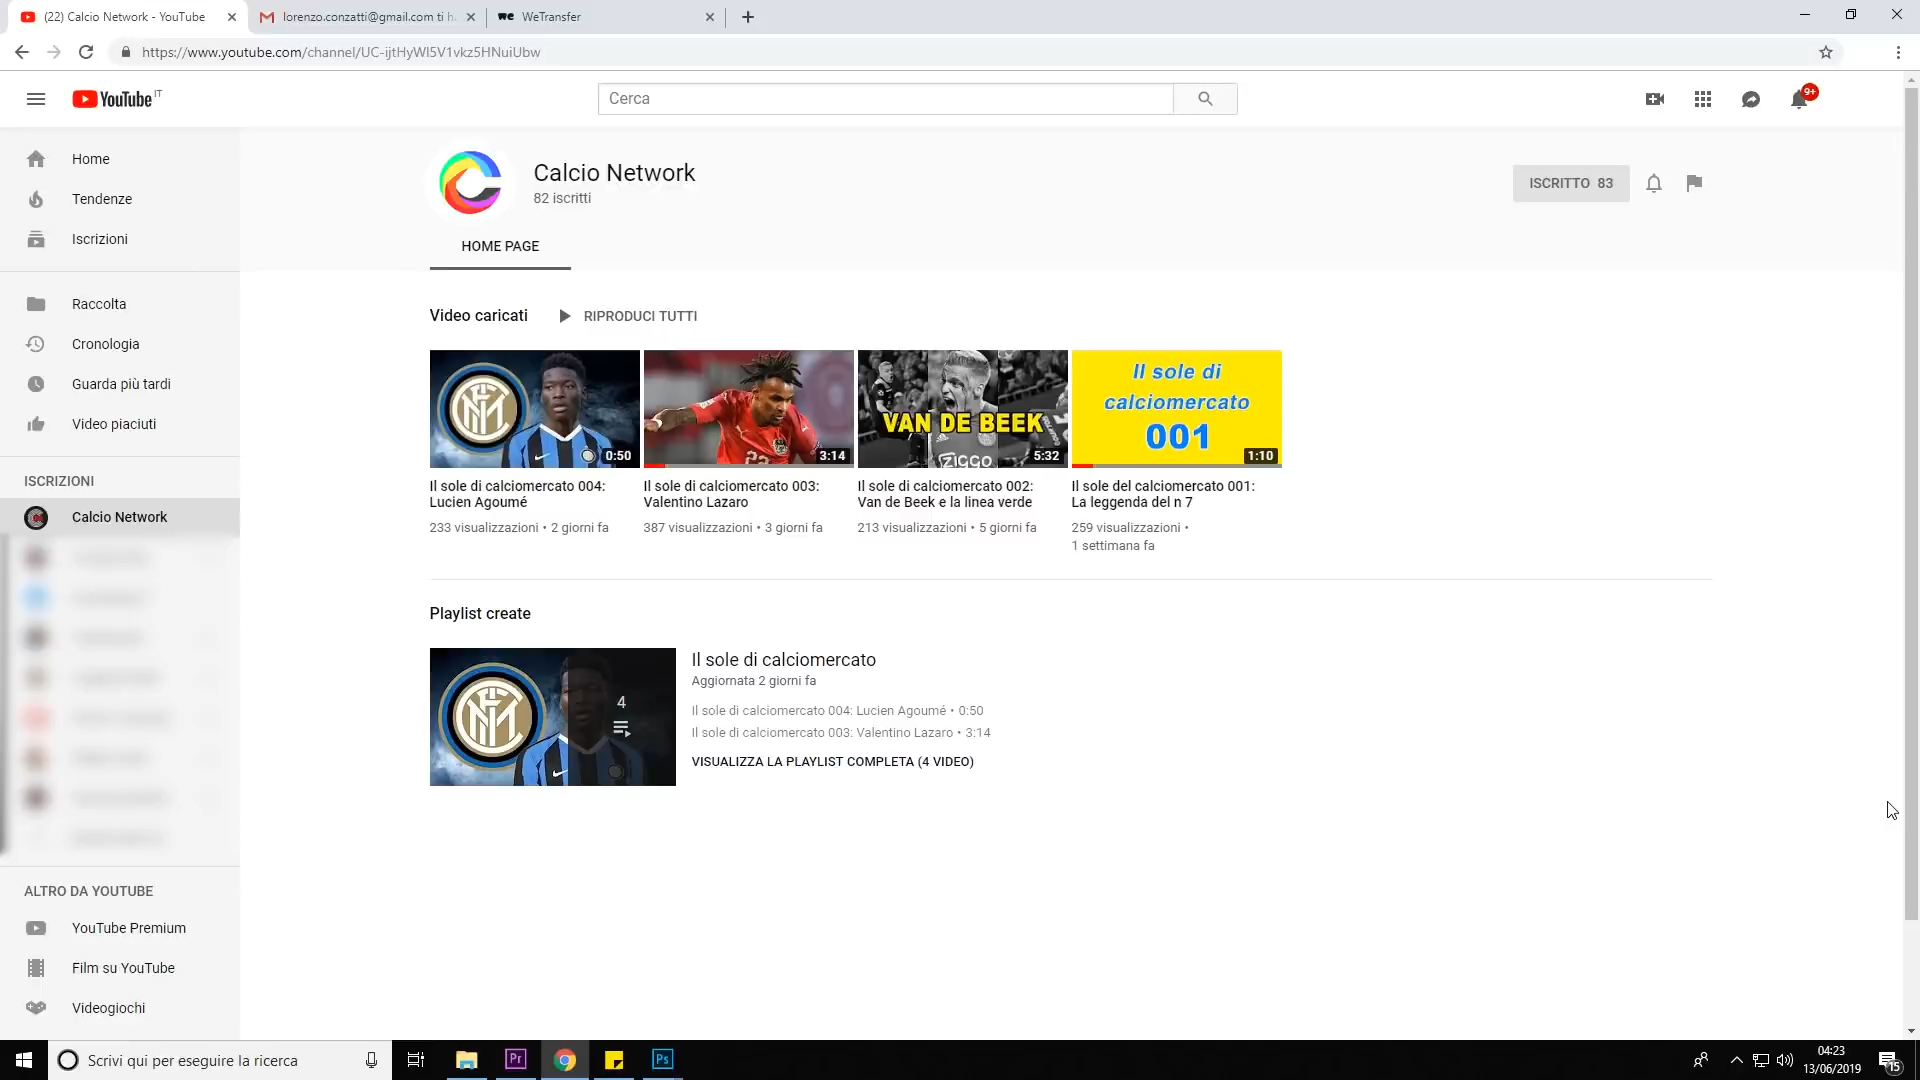 (22) Calcio Network - YouTube
lorenzo.conzatti@gmail.com ti h
WeTransfer
https://www.youtube.com/channel/UC-ijtHyWI5V1vkz5HNuiUbw
YouTube IT
Cerca
9+
Home
Tendenze
Iscrizioni
Raccolta
Cronologia
Guarda più tardi
Video piaciuti
ISCRIZIONI
Calcio Network
ALTRO DA YOUTUBE
YouTube Premium
Film su YouTube
Videogiochi
Calcio Network
82 iscritti
ISCRITTO 83
HOME PAGE
Video caricati
RIPRODUCI TUTTI
0:50
Il sole di calciomercato 004:
Lucien Agoumé
233 visualizzazioni • 2 giorni fa
3:14
Il sole di calciomercato 003:
Valentino Lazaro
387 visualizzazioni • 3 giorni fa
VAN DE BEEK
ZIGGO
5:32
Il sole di calciomercato 002:
Van de Beek e la linea verde
213 visualizzazioni • 5 giorni fa
Il sole di
calciomercato
001
1:10
Il sole del calciomercato 001:
La leggenda del n 7
259 visualizzazioni •
1 settimana fa
Playlist create
4
Il sole di calciomercato
Aggiornata 2 giorni fa
Il sole di calciomercato 004: Lucien Agoumé • 0:50
Il sole di calciomercato 003: Valentino Lazaro • 3:14
VISUALIZZA LA PLAYLIST COMPLETA (4 VIDEO)
Scrivi qui per eseguire la ricerca
Pr
Ps
04:23
13/06/2019
15